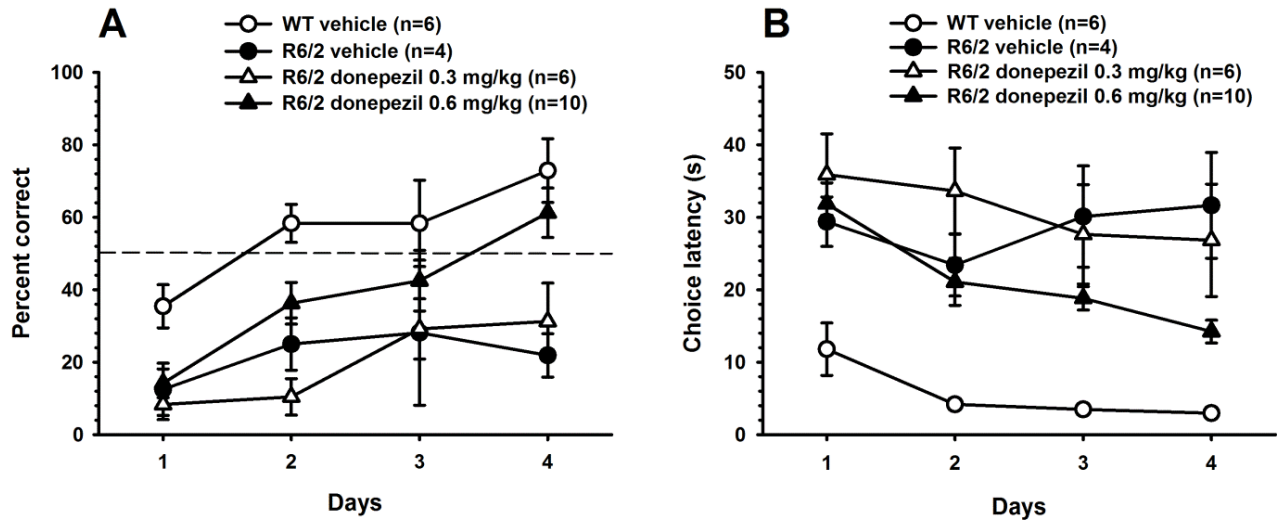 A
WT vehicle (n=6)
R6/2 vehicle (n=4)
R6/2 donepezil 0.3 mg/kg (n=6)
R6/2 donepezil 0.6 mg/kg (n=10)
100
80
60
40
20
0
Percent correct
1 2 3 4
Days
B
WT vehicle (n=6)
R6/2 vehicle (n=4)
R6/2 donepezil 0.3 mg/kg (n=6)
R6/2 donepezil 0.6 mg/kg (n=10)
50
40
30
20
10
0
Choice latency (s)
1 2 3 4
Days